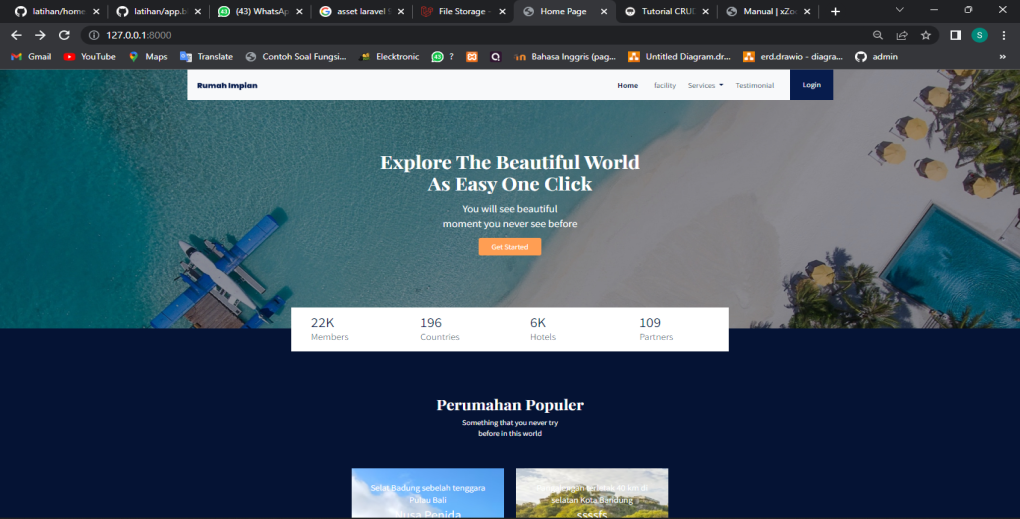 latihan/home
latihan/app.b
(43) WhatsAp
asset laravel
File Storage -
Home Page
Tutorial CRUD
Manual | xZo
127.0.0.1:8000
S
Gmail
YouTube
Maps
Translate
Contoh Soal Fungsi...
Elecktronic
?
Bahasa Inggris (pag...
Untitled Diagram.dr...
erd.drawio - diagra...
admin
Rumah Impian
Home
facility
Services
Testimonial
Login
Explore The Beautiful World
As Easy One Click
You will see beautiful
moment you never see before
Get Started
22K
Members
196
Countries
6K
Hotels
109
Partners
Perumahan Populer
Something that you never try
before in this world
Selat Badung sebelah tenggara
Pulau Bali
Nusa Penida
40 km di
selatan Kota Bandung
ssssfs